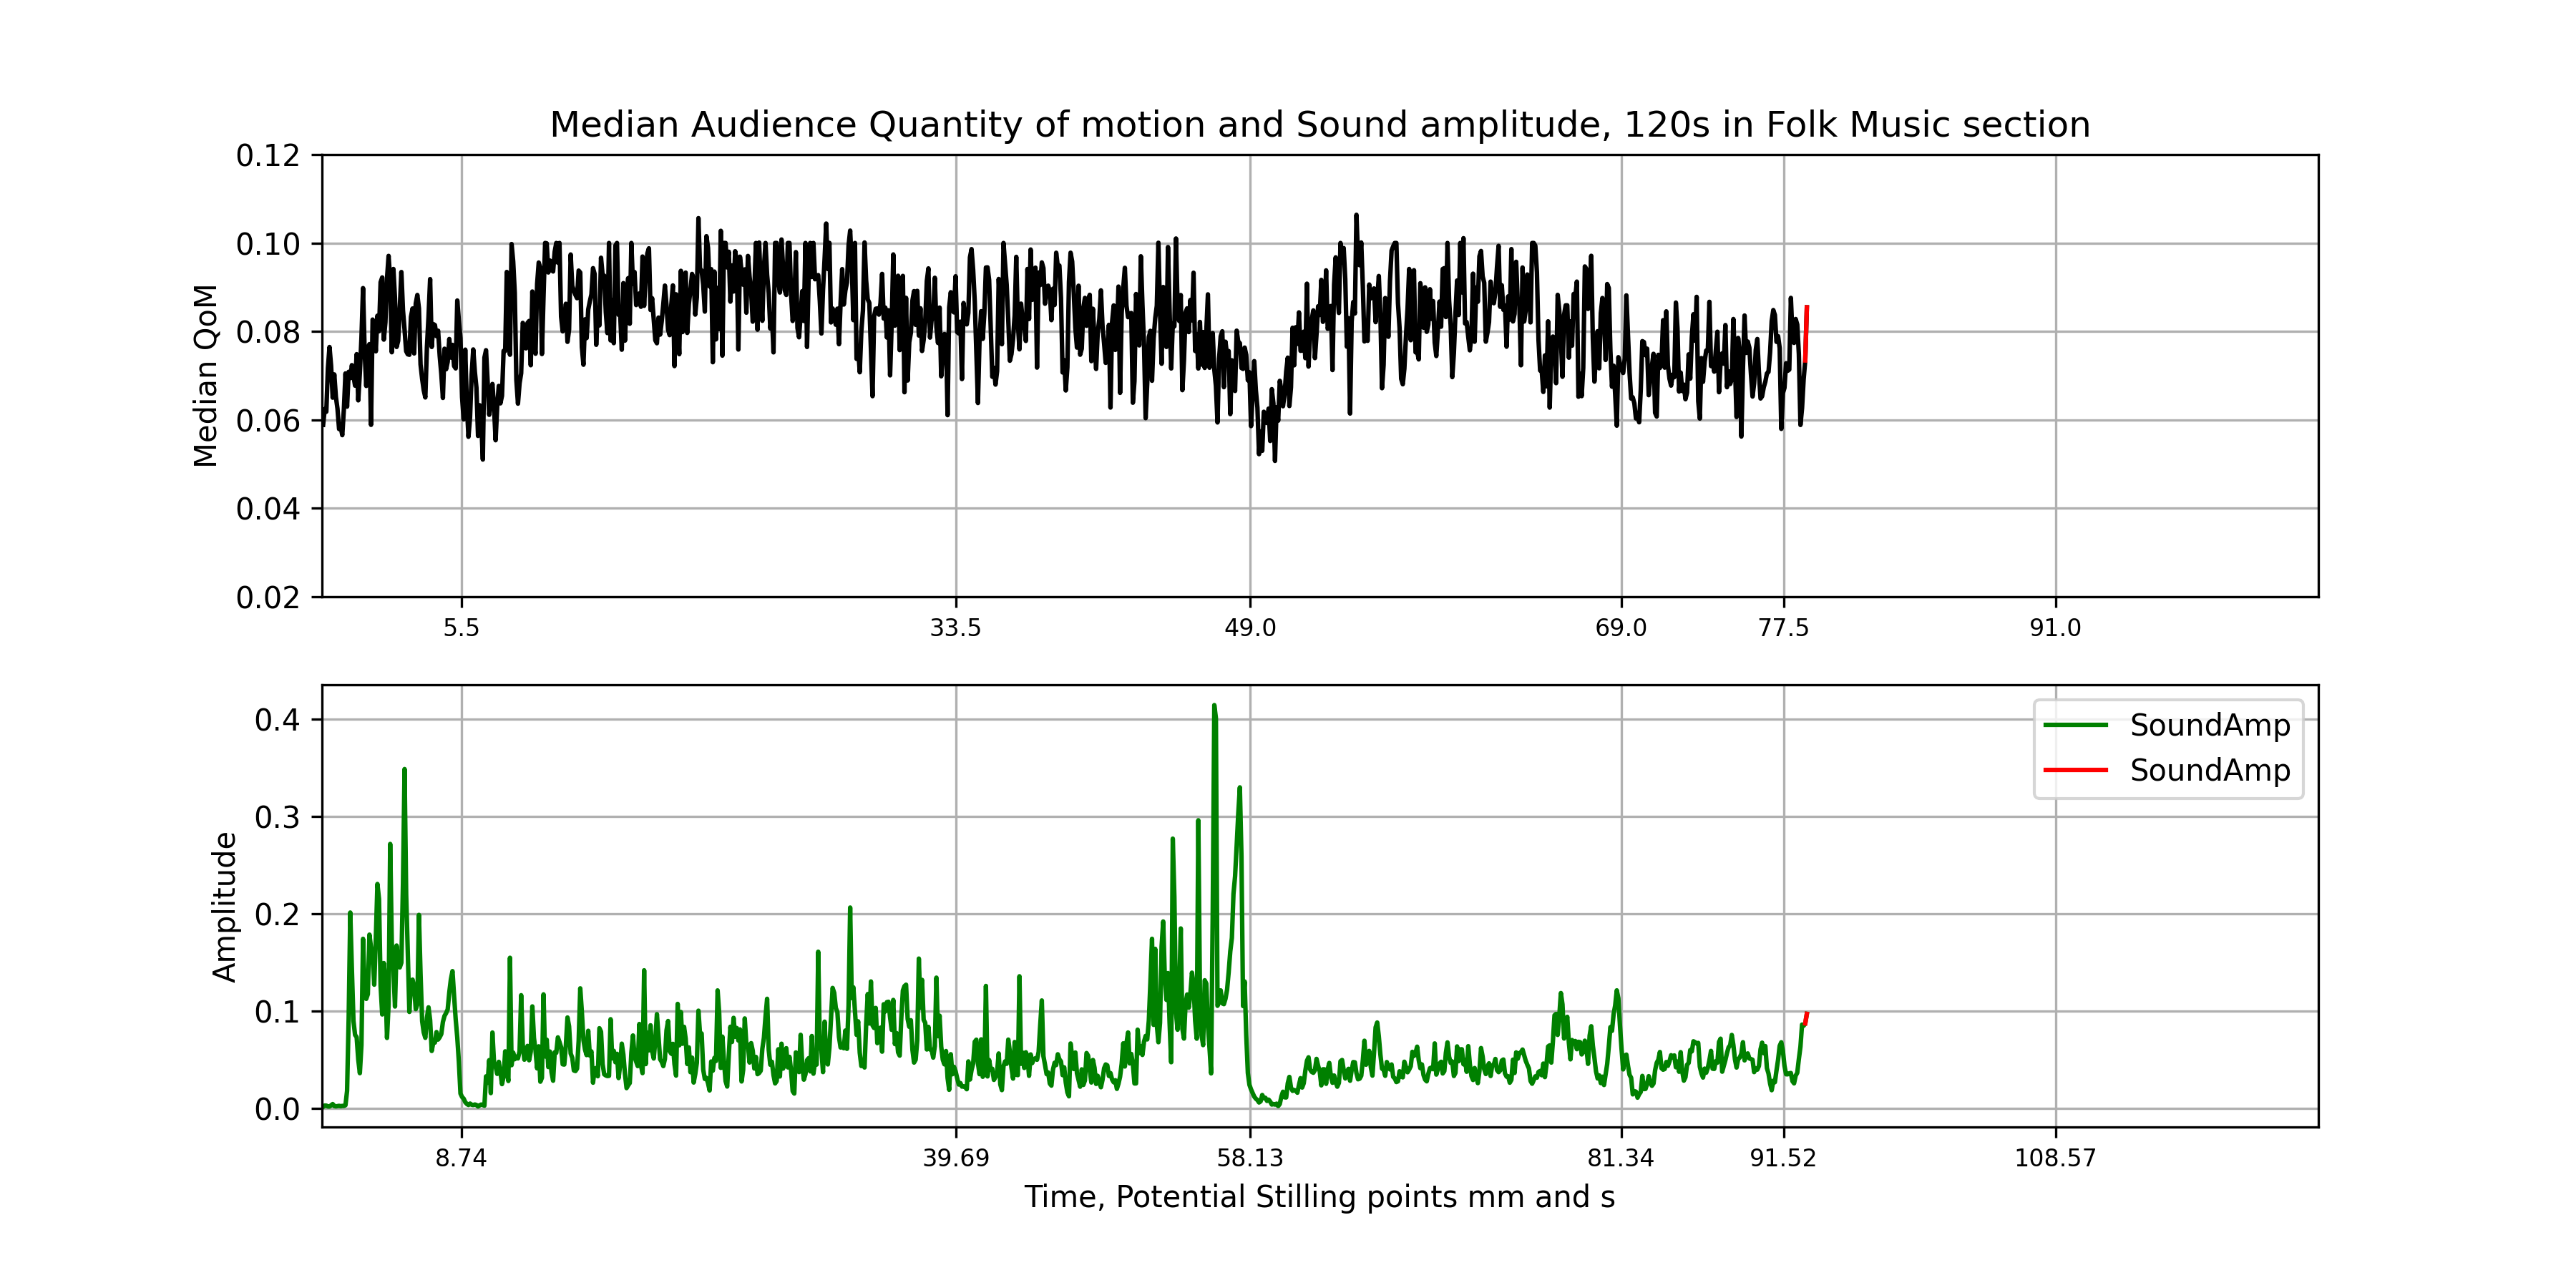 Median Audience Quantity of motion and Sound amplitude, 120s in Folk Music section
0.12
0.10
0.08
0.06
0.04
0.02
Median QoM
5.5 33.5 49.0 69.0 77.5 91.0
SoundAmp
SoundAmp
0.4
0.3
0.2
0.1
0.0
Amplitude
8.74 39.69 58.13 81.34 91.52 108.57
Time, Potential Stilling points mm and s